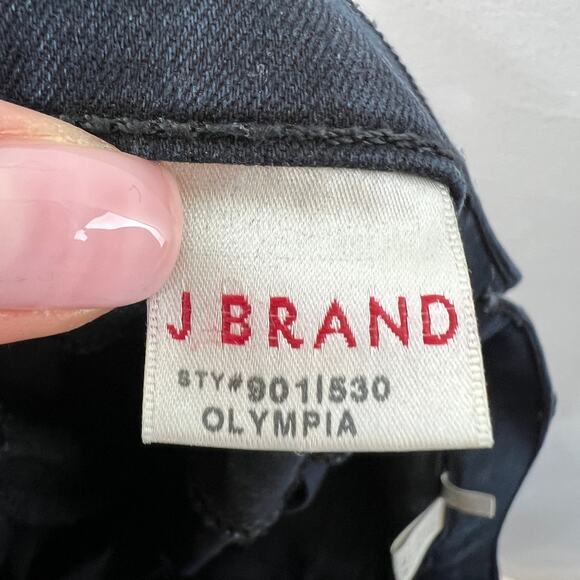 J BRAND
STY# 901I530
OLYMPIA